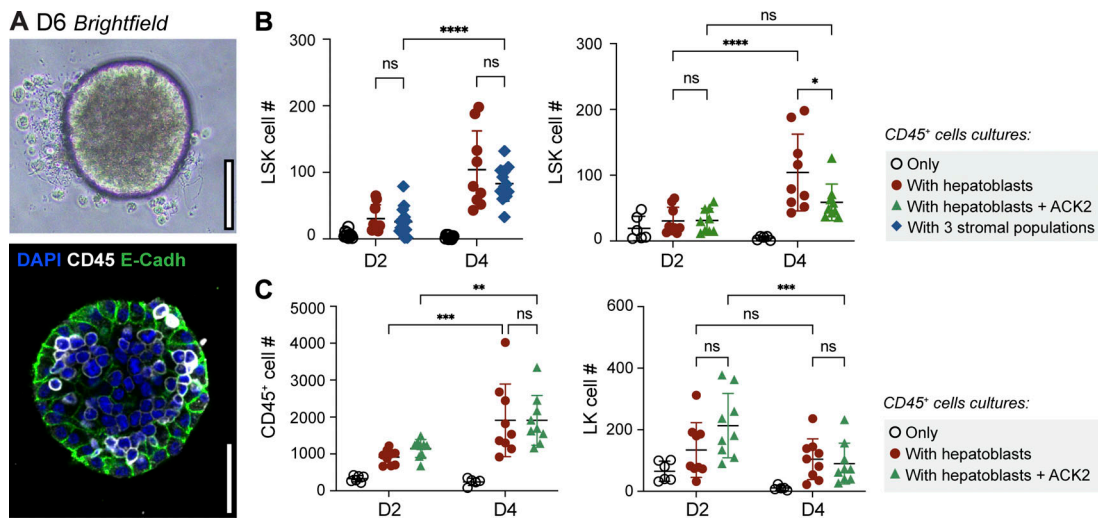 A D6 Brightfield
DAPI CD45 E-Cadh
B
LSK cell #
300
200
100
0
ns
****
ns
D2
D4
LSK cell #
300
200
100
0
ns
****
ns
*
D2
D4
CD45⁺ cells cultures:
Only
With hepatoblasts
With hepatoblasts + ACK2
With 3 stromal populations
C
CD45⁺ cell #
5000
4000
3000
2000
1000
0
**
***
ns
D2
D4
LK cell #
600
400
200
0
***
ns
ns
ns
D2
D4
CD45⁺ cells cultures:
Only
With hepatoblasts
With hepatoblasts + ACK2